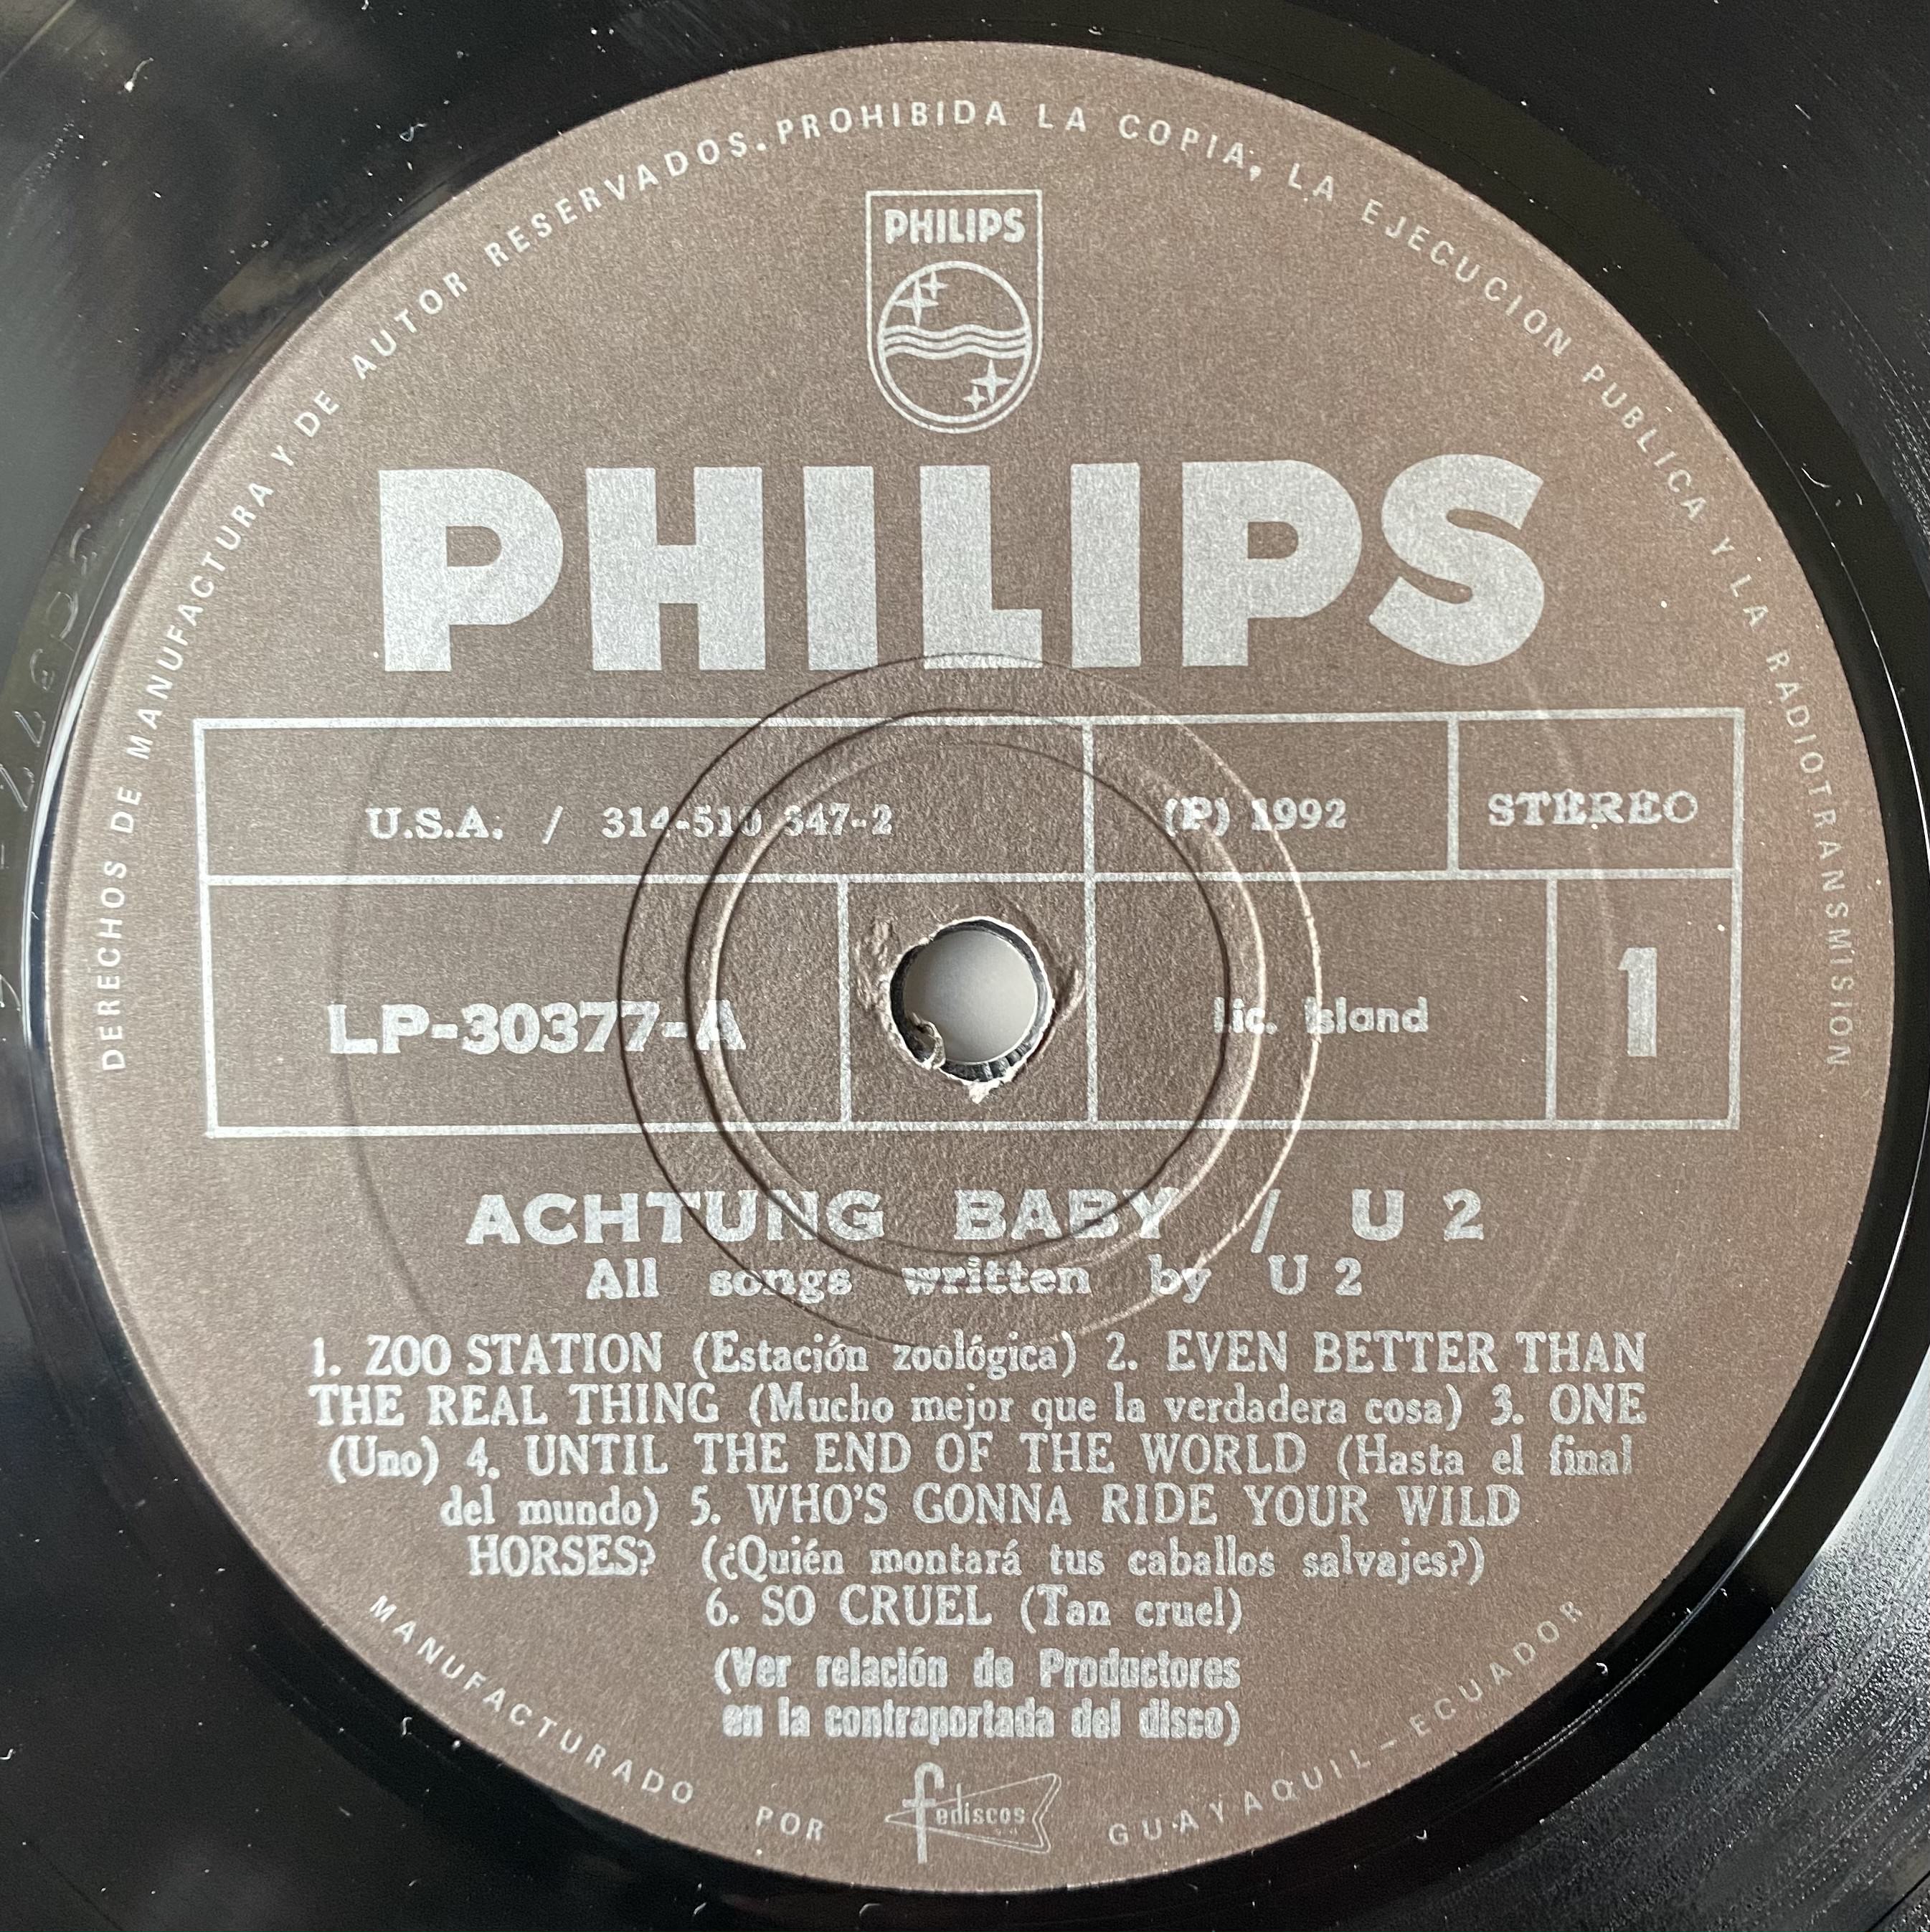 DERECHOS DE MANUFACTURA Y DE AUTOR RESERVADOS. PROHIBIDA LA COPIA, LA EJECUCION PUBLICA Y LA RADIOTRANSMISION
PHILIPS
PHILIPS
U.S.A. / 314-510 347-2
(P) 1992
STEREO
LP-30377-A
Lic. Island
1
ACHTUNG BABY / U 2
All songs written by U 2
1. ZOO STATION (Estación zoológica) 2. EVEN BETTER THAN
THE REAL THING (Mucho mejor que la verdadera cosa) 3. ONE
(Uno) 4. UNTIL THE END OF THE WORLD (Hasta el final
del mundo) 5. WHO'S GONNA RIDE YOUR WILD
HORSES? (¿Quién montará tus caballos salvajes?)
6. SO CRUEL (Tan cruel)
(Ver relación de Productores
en la contraportada del disco)
MANUFACTURADO POR fediscos GUAYAQUIL - ECUADOR